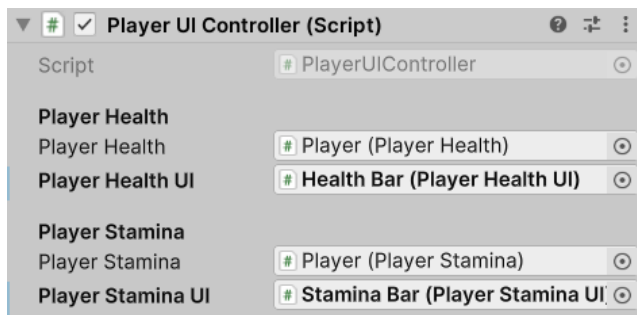 Player UI Controller (Script)
Script # PlayerUIController
Player Health
Player Health # Player (Player Health)
Player Health UI # Health Bar (Player Health UI)
Player Stamina
Player Stamina # Player (Player Stamina)
Player Stamina UI # Stamina Bar (Player Stamina UI